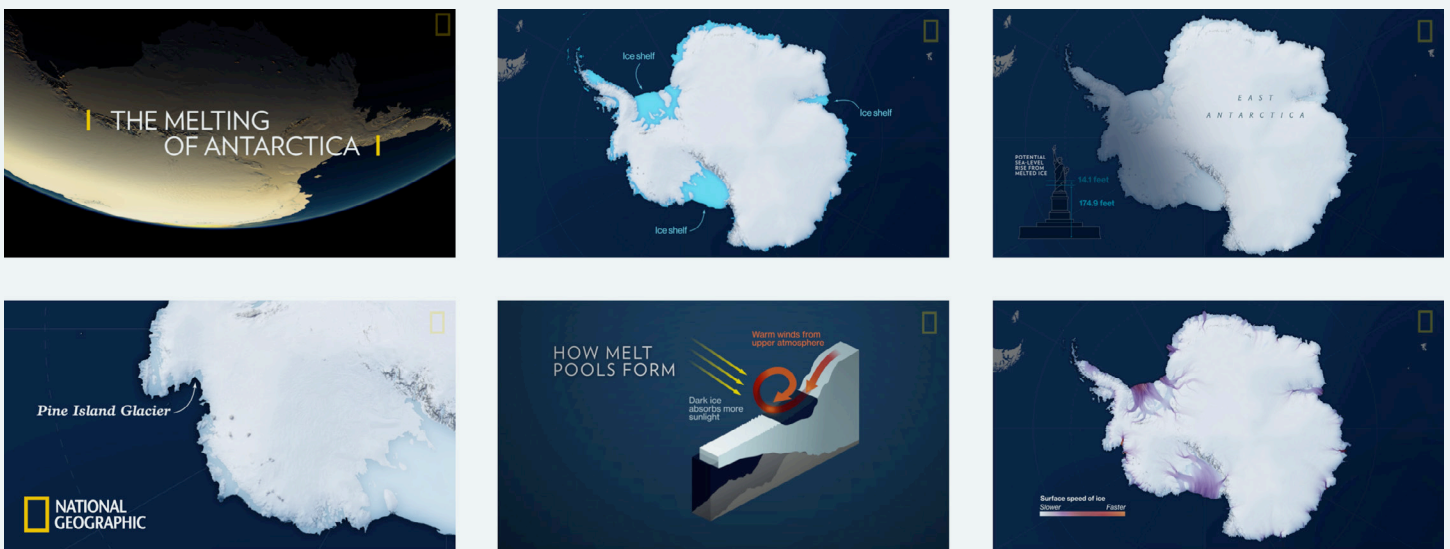 THE MELTING
OF ANTARCTICA
Ice shelf
Ice shelf
Ice shelf
EAST
ANTARCTICA
POTENTIAL
SEA-LEVEL
RISE FROM
MELTED ICE
14.1 feet
174.9 feet
Pine Island Glacier
NATIONAL
GEOGRAPHIC
HOW MELT
POOLS FORM
Warm winds from
upper atmosphere
Dark ice
absorbs more
sunlight
Surface speed of ice
Slower Faster